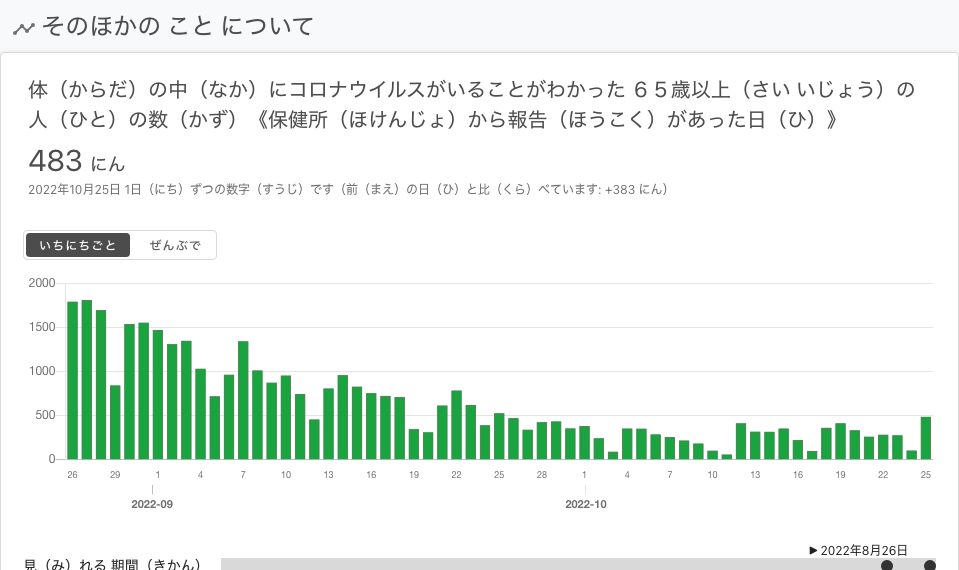 そのほかの こと について
体（からだ）の中（なか）にコロナウイルスがいることがわかった ６５歳以上（さい いじょう）の
人（ひと）の数（かず）《保健所（ほけんじょ）から報告（ほうこく）があった日（ひ）》
483 にん
2022年10月25日 1日（にち）ずつの数字（すうじ）です（前（まえ）の日（ひ）と比（くら）べています: +383 にん）
いちにちごと ぜんぶで
2000
1500
1000
500
0
26 29 1 4 7 10 13 16 19 22 25 28 1 4 7 10 13 16 19 22 25
2022-09 2022-10
▶ 2022年8月26日
見（み）れる 期間（きかん）